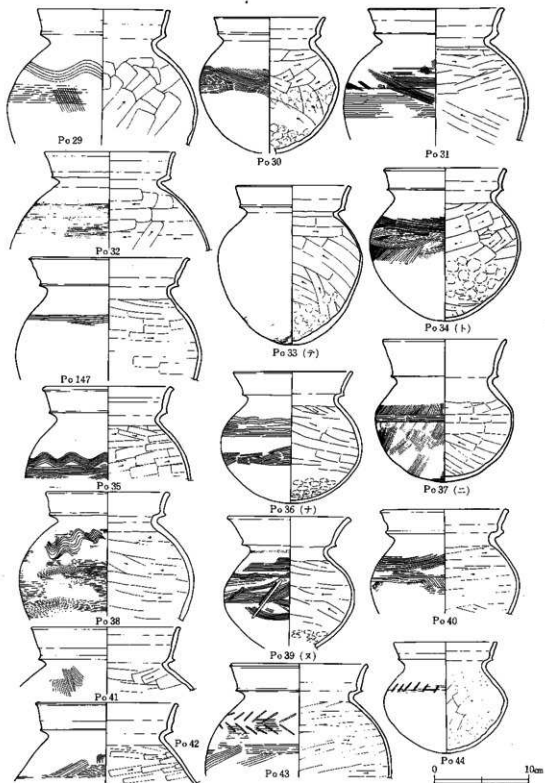 Po 29
Po 30
Po 31
Po 32
Po 33 (テ)
Po 34 (ト)
Po 147
Po 35
Po 36 (ナ)
Po 37 (ニ)
Po 38
Po 39 (ヌ)
Po 40
Po 41
Po 42
Po 43
Po 44
0 10cm